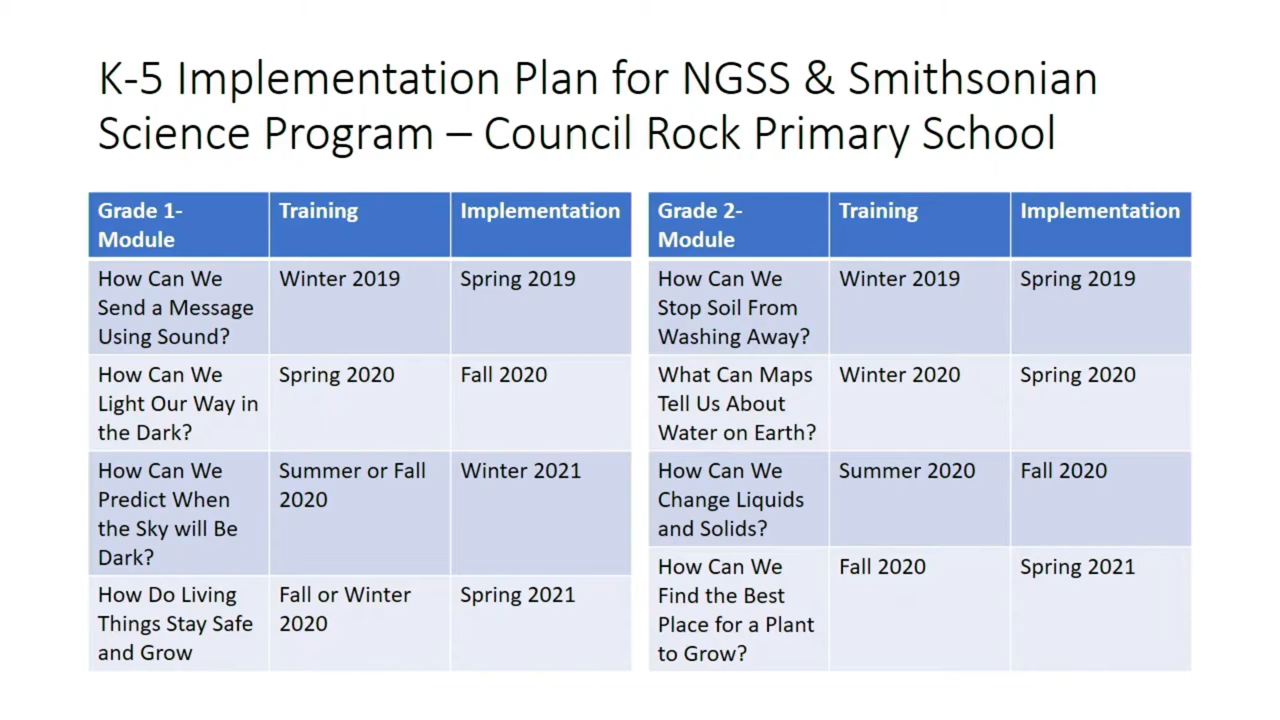 K-5 Implementation Plan for NGSS & Smithsonian
Science Program – Council Rock Primary School
Grade 1-
Module
Training
Implementation
How Can We
Send a Message
Using Sound?
Winter 2019
Spring 2019
How Can We
Light Our Way in
the Dark?
Spring 2020
Fall 2020
How Can We
Predict When
the Sky will Be
Dark?
Summer or Fall
2020
Winter 2021
How Do Living
Things Stay Safe
and Grow
Fall or Winter
2020
Spring 2021
Grade 2-
Module
Training
Implementation
How Can We
Stop Soil From
Washing Away?
Winter 2019
Spring 2019
What Can Maps
Tell Us About
Water on Earth?
Winter 2020
Spring 2020
How Can We
Change Liquids
and Solids?
Summer 2020
Fall 2020
How Can We
Find the Best
Place for a Plant
to Grow?
Fall 2020
Spring 2021